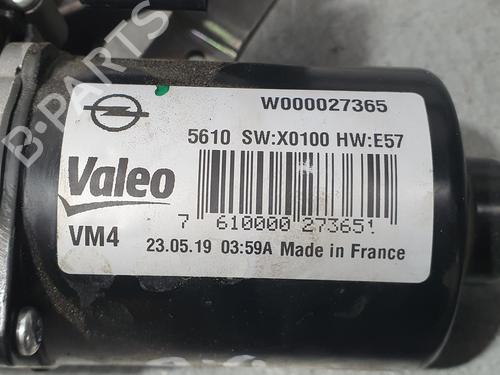 W000027365
5610 SW:X0100 HW:E57
Valeo
7 610000 273651
VM4
23.05.19 03:59A Made in France
B-PARTS